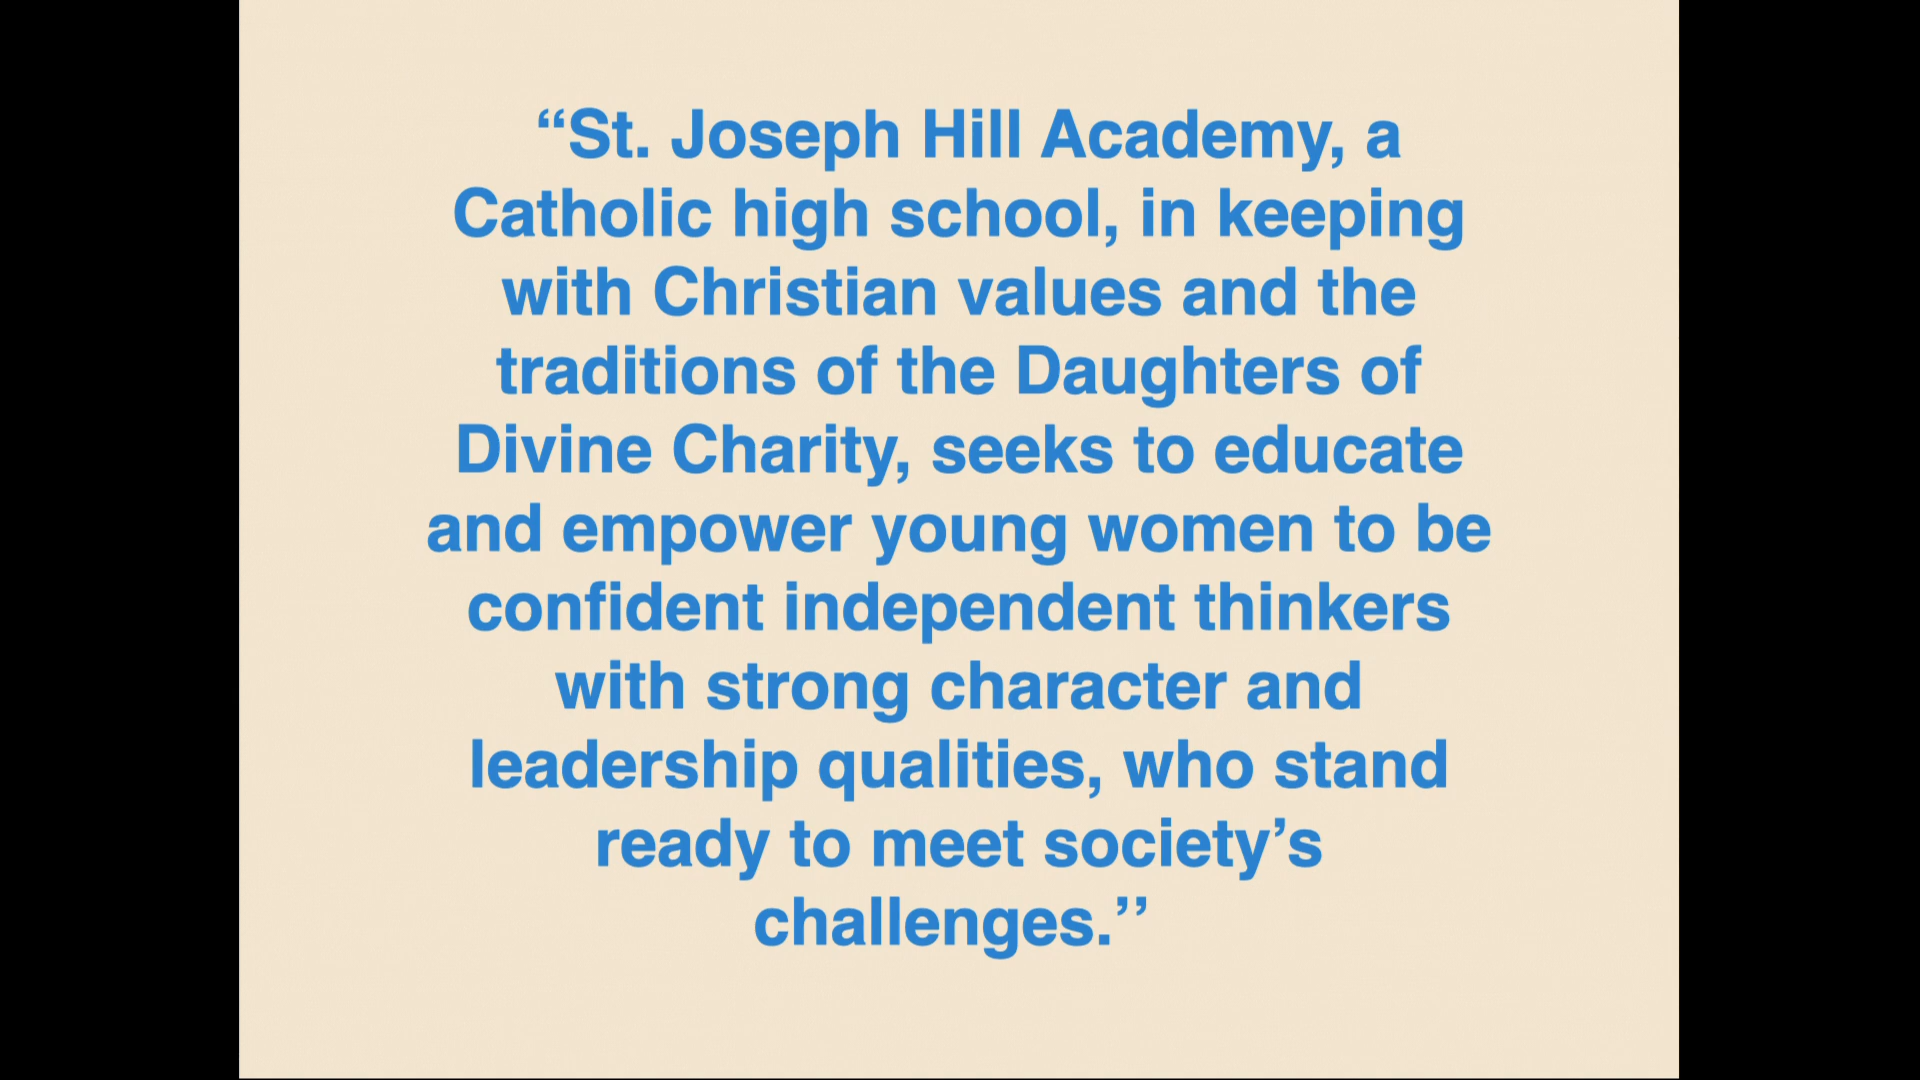 “St. Joseph Hill Academy, a
Catholic high school, in keeping
with Christian values and the
traditions of the Daughters of
Divine Charity, seeks to educate
and empower young women to be
confident independent thinkers
with strong character and
leadership qualities, who stand
ready to meet society’s
challenges.’’